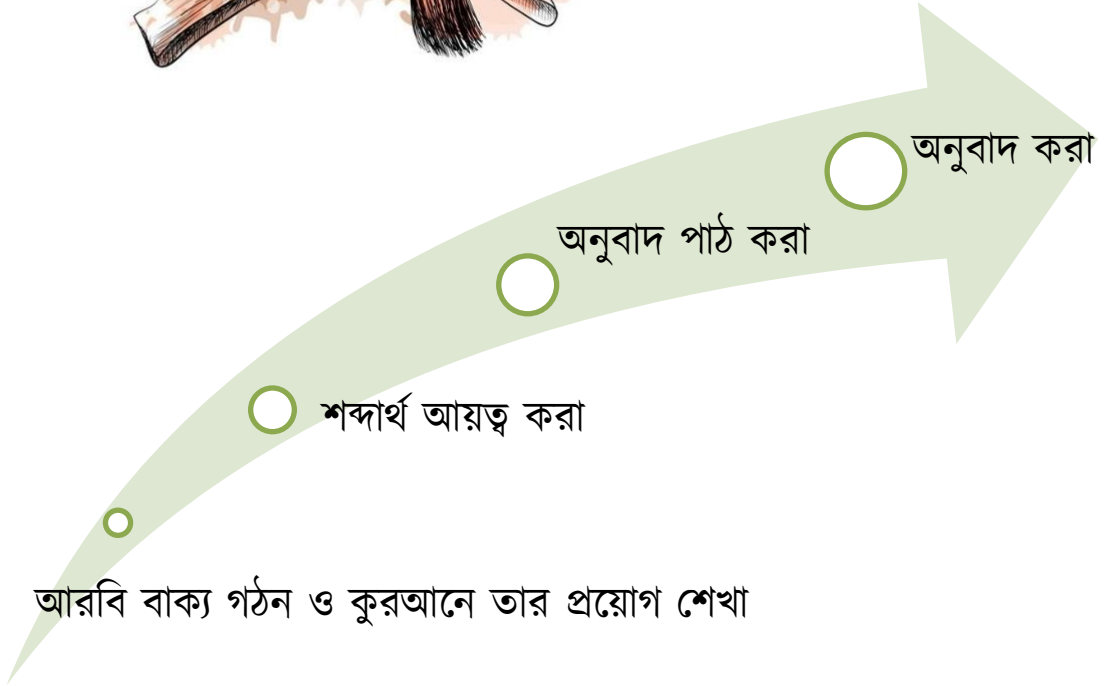 অনুবাদ করা
অনুবাদ পাঠ করা
শব্দার্থ আয়ত্ব করা
আরবি বাক্য গঠন ও কুরআনে তার প্রয়োগ শেখা